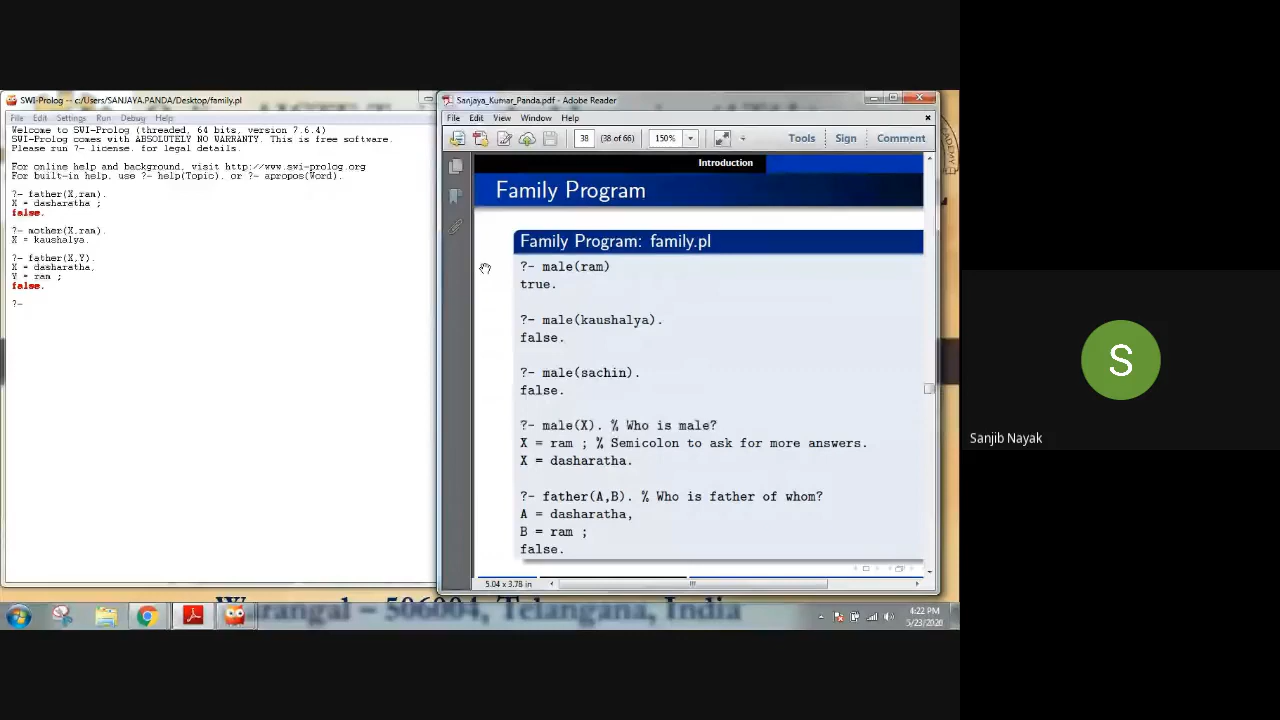 SWI-Prolog -- c:/Users/SANJAYA.PANDA/Desktop/family.pl
File Edit Settings Run Debug Help
Welcome to SWI-Prolog (threaded, 64 bits, version 7.6.4)
SWI-Prolog comes with ABSOLUTELY NO WARRANTY. This is free software.
Please run ?- license. for legal details.
For online help and background, visit http://www.swi-prolog.org
For built-in help, use ?- help(Topic). or ?- apropos(Word).
?- father(X,ram).
X = dasharatha ;
false.
?- mother(X,ram).
X = kaushalya.
?- father(X,Y).
X = dasharatha,
Y = ram ;
false.
?-
Sanjaya_Kumar_Panda.pdf - Adobe Reader
File Edit View Window Help
38 (38 of 66) 150% Tools Sign Comment
Introduction
Family Program
Family Program: family.pl
?- male(ram)
true.
?- male(kaushalya).
false.
?- male(sachin).
false.
?- male(X). % Who is male?
X = ram ; % Semicolon to ask for more answers.
X = dasharatha.
?- father(A,B). % Who is father of whom?
A = dasharatha,
B = ram ;
false.
5.04 x 3.78 in
Warangal – 506004, Telangana, India
4:22 PM
5/23/2020
S
Sanjib Nayak